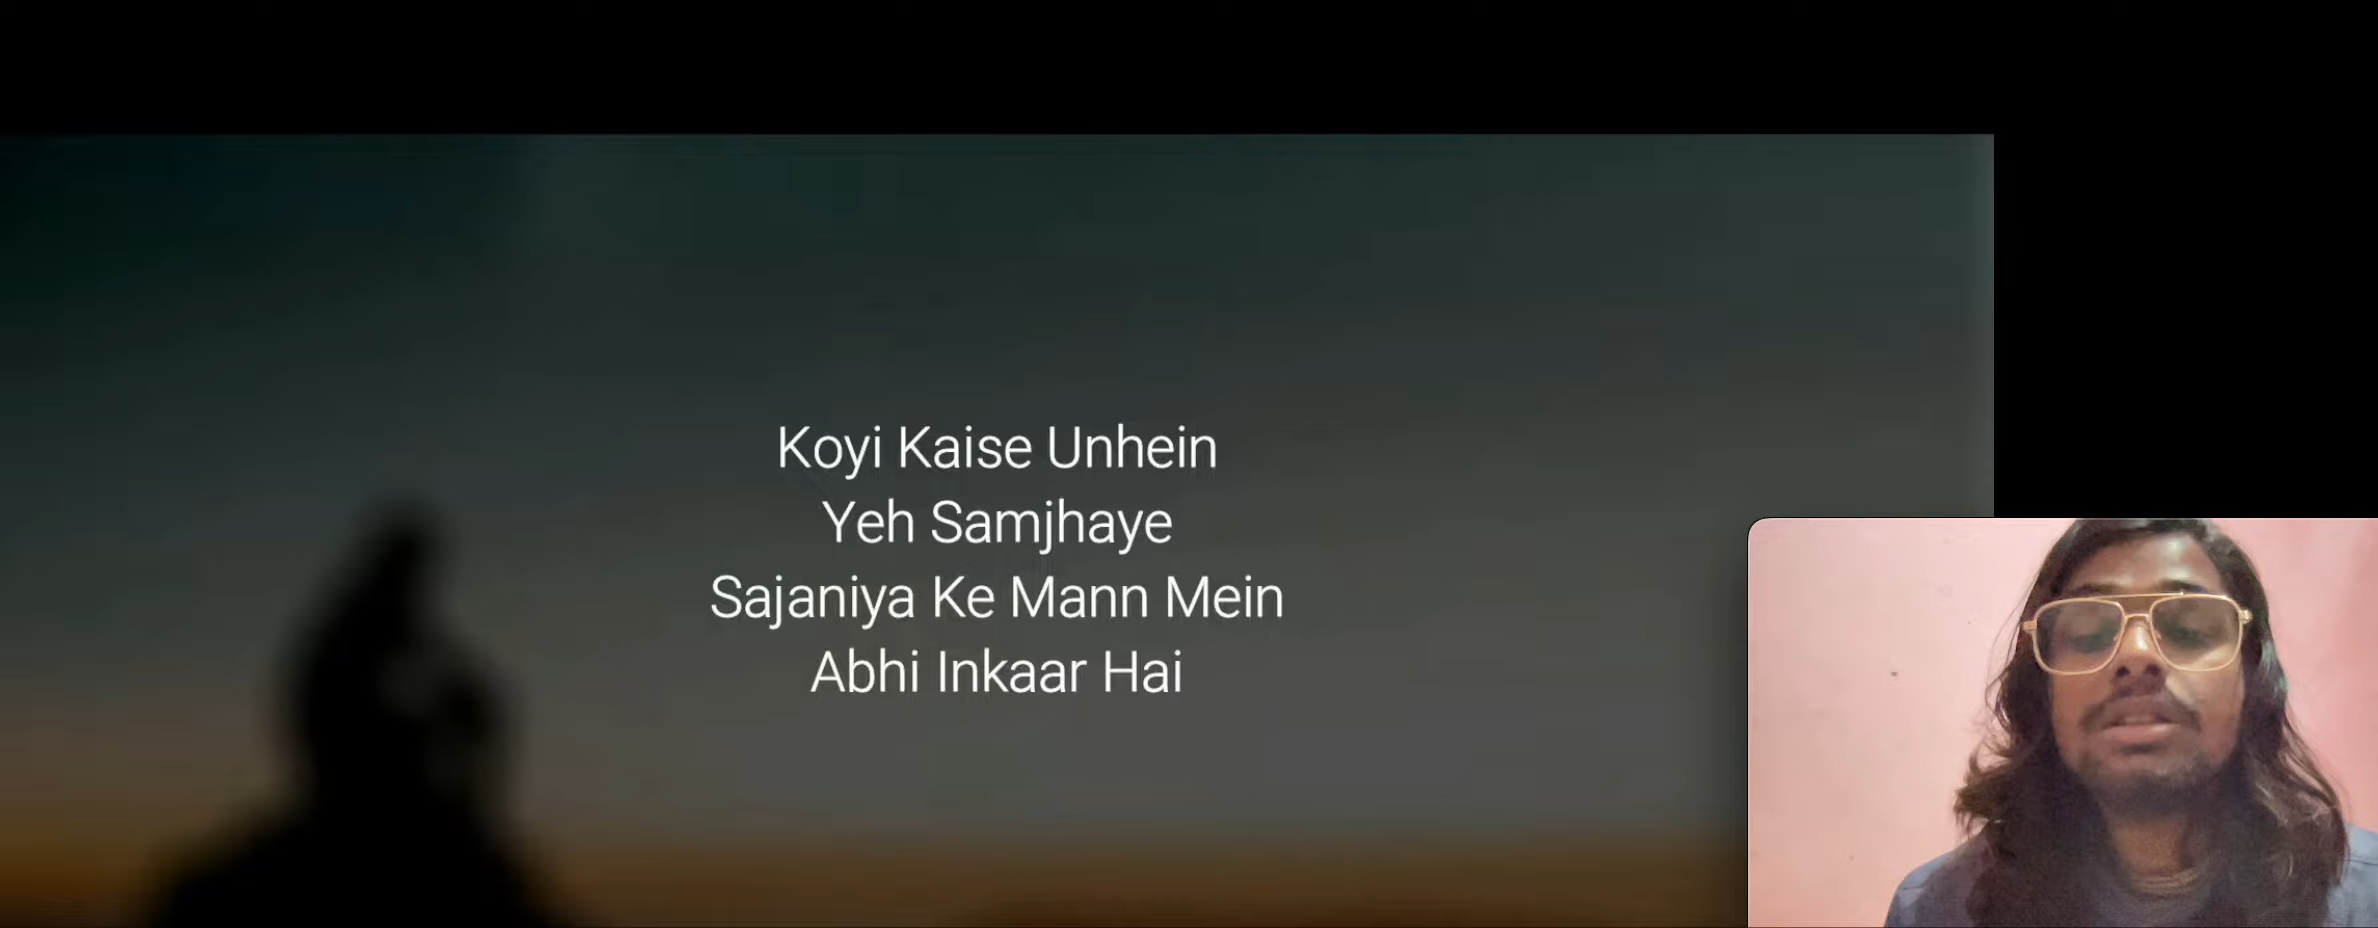 Koyi Kaise Unhein
Yeh Samjhaye
Sajaniya Ke Mann Mein
Abhi Inkaar Hai